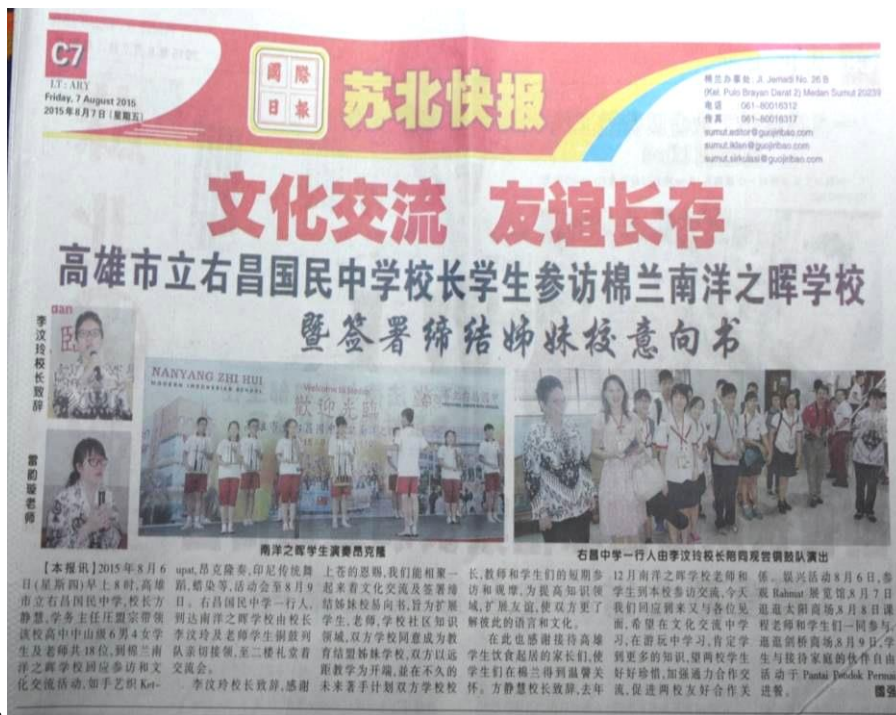 C7
Friday, 7 August 2015
2015年8月7日(星期五)
國際
日報
苏北快报
棉兰办事处: Jl. Jemadi No. 26 B
(Kel. Pulo Brayan Darat 2) Medan Sumut 20239
电话 : 061-80016312
传真 : 061-80016317
sumut.editor@guojiribao.com
sumut.iklan@guojiribao.com
sumut.sirkulasi@guojiribao.com
文化交流 友谊长存
高雄市立右昌国民中学校长学生参访棉兰南洋之晖学校
暨签署缔结姊妹校意向书
李汶玲校长致辞
雷韵璇老师
NANYANG ZHI HUI
MODERN INDONESIAN SCHOOL
歡迎光臨
南洋之晖学生演奏昂克隆
右昌中学一行人由李汶玲校长陪同观尝铜鼓队演出
【本报讯】2015年8月6
日(星斯四)早上8时,高雄
市立右昌国民中学,校长方
静慧,学务主任庄盟宗带领
该校高中山级6男4女学
生及老师共18位,到棉兰南
洋之晖学校回应参访和文
化交流活动,如手艺织Ket-
upat,昂克隆奏,印尼传统舞
蹈,蜡染等,活动会至8月9
日。右昌国民中学一行人,
到达南洋之晖学校由校长
李汶玲及老师学生铜鼓列
队亲切接领,至二楼礼堂着
交流会。
李汶玲校长致辞,感谢
上苍的恩赐,我们能相聚一
起来着文化交流及签署缔
结姊妹校易向书,旨为扩展
学生,老师,学校社区知识
领域,双方学校同意成为教
育结盟姊妹学校,双方以远
距教学为开端,並在不久的
未来著手计划双方学校校
长,教师和学生们的短期参
访和观摩,为提高知识领
域,扩展友谊,使双方更了
解彼此的语言和文化。
在此也感谢接待高雄
学生饮食起居的家长们,使
学生们在棉兰得到温馨关
怀。方静慧校长致辞,去年
12月南洋之晖学校老师和
学生到本校参访交流,今天
我们回应到来又与各位见
面,希望在文化交流中学
习,在游玩中学习,肯定学
到更多的知识,望两校学生
好好珍惜,加强通力合作交
流,促进两校友好合作关
係。娱兴活动8月6日,参
观Rahmat展览馆,8月7日
逛逛太阳商场,8月8日课
程老师和学生们一同参与
逛逛剑桥商场,8月9日,学
生与接待家庭的伙伴自由
活动于Pantai Pondok Permai
进餐。